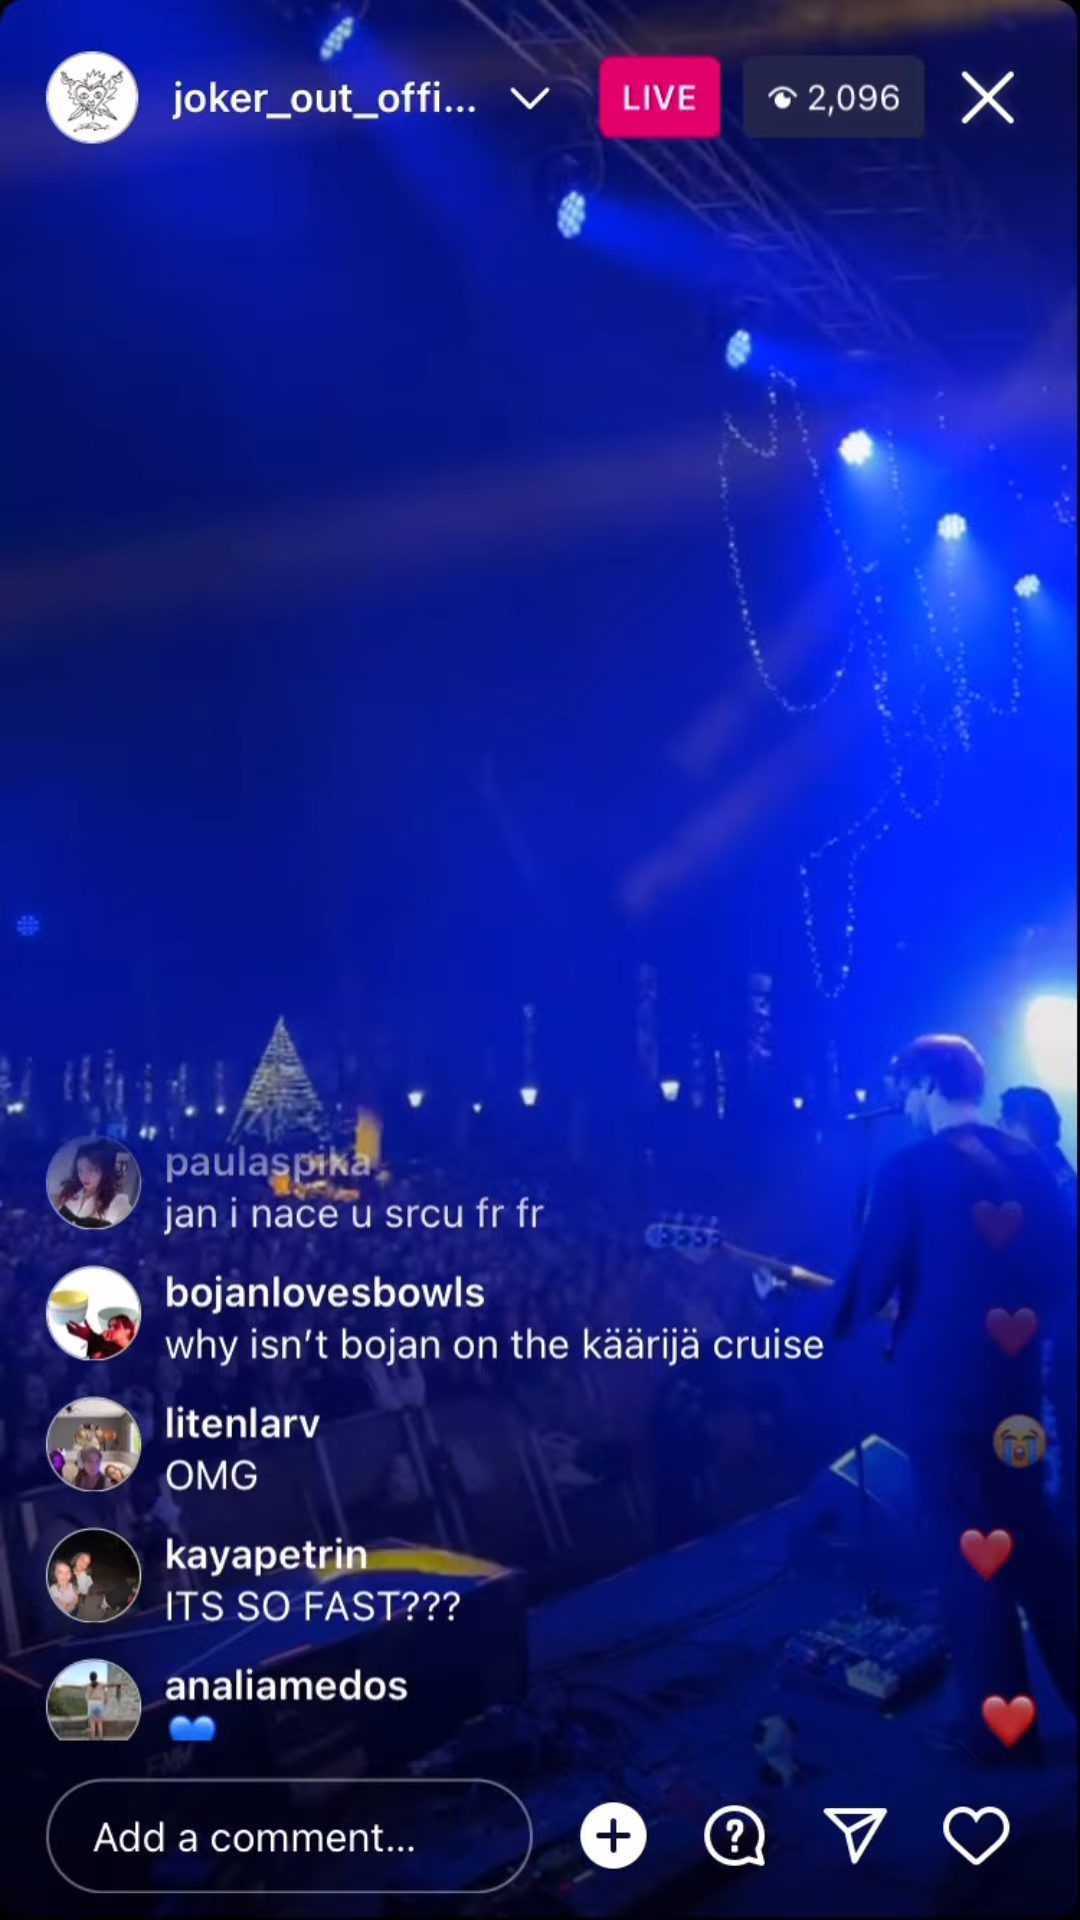 joker_out_offi...
LIVE
2,096
paulaspika
jan i nace u srcu fr fr
bojanlovesbowls
why isn’t bojan on the käärijä cruise
litenlarv
OMG
kayapetrin
ITS SO FAST???
analiamedos
💙
Add a comment...